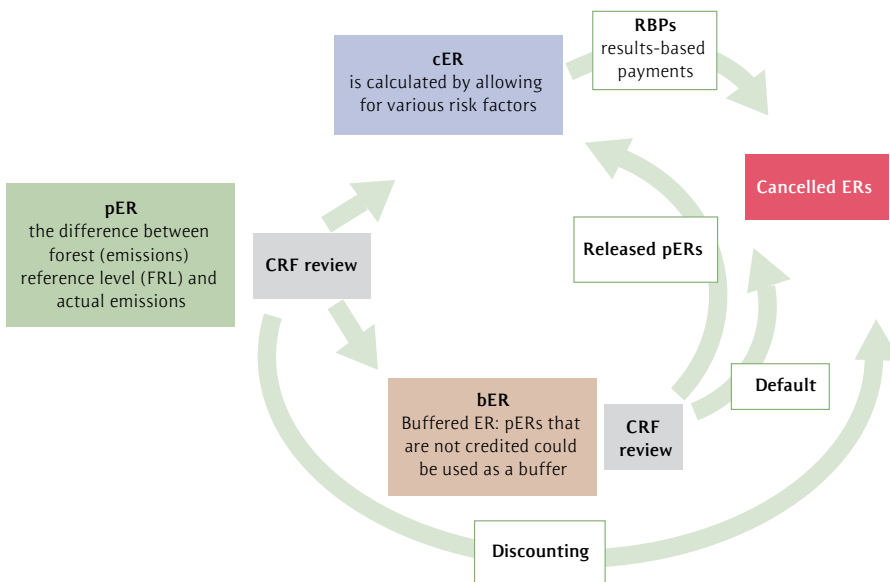 RBPs
results-based
payments
cER
is calculated by allowing
for various risk factors
Cancelled ERs
pER
the difference between
forest (emissions)
reference level (FRL) and
actual emissions
CRF review
Released pERs
Default
bER
Buffered ER: pERs that
are not credited could
be used as a buffer
CRF
review
Discounting